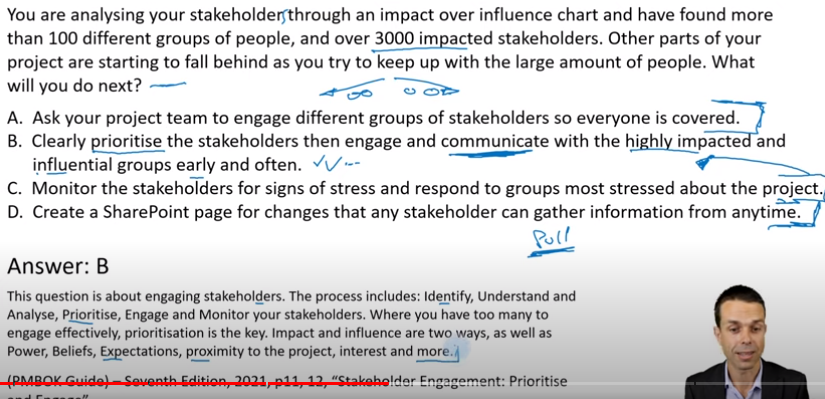 You are analysing your stakeholders through an impact over influence chart and have found more
than 100 different groups of people, and over 3000 impacted stakeholders. Other parts of your
project are starting to fall behind as you try to keep up with the large amount of people. What
will you do next?
A. Ask your project team to engage different groups of stakeholders so everyone is covered.
B. Clearly prioritise the stakeholders then engage and communicate with the highly impacted and
influential groups early and often.
C. Monitor the stakeholders for signs of stress and respond to groups most stressed about the project.
D. Create a SharePoint page for changes that any stakeholder can gather information from anytime.
Pull
Answer: B
This question is about engaging stakeholders. The process includes: Identify, Understand and
Analyse, Prioritise, Engage and Monitor your stakeholders. Where you have too many to
engage effectively, prioritisation is the key. Impact and influence are two ways, as well as
Power, Beliefs, Expectations, proximity to the project, interest and more.
(PMBOK Guide) – Seventh Edition, 2021, p11, 12, "Stakeholder Engagement: Prioritise